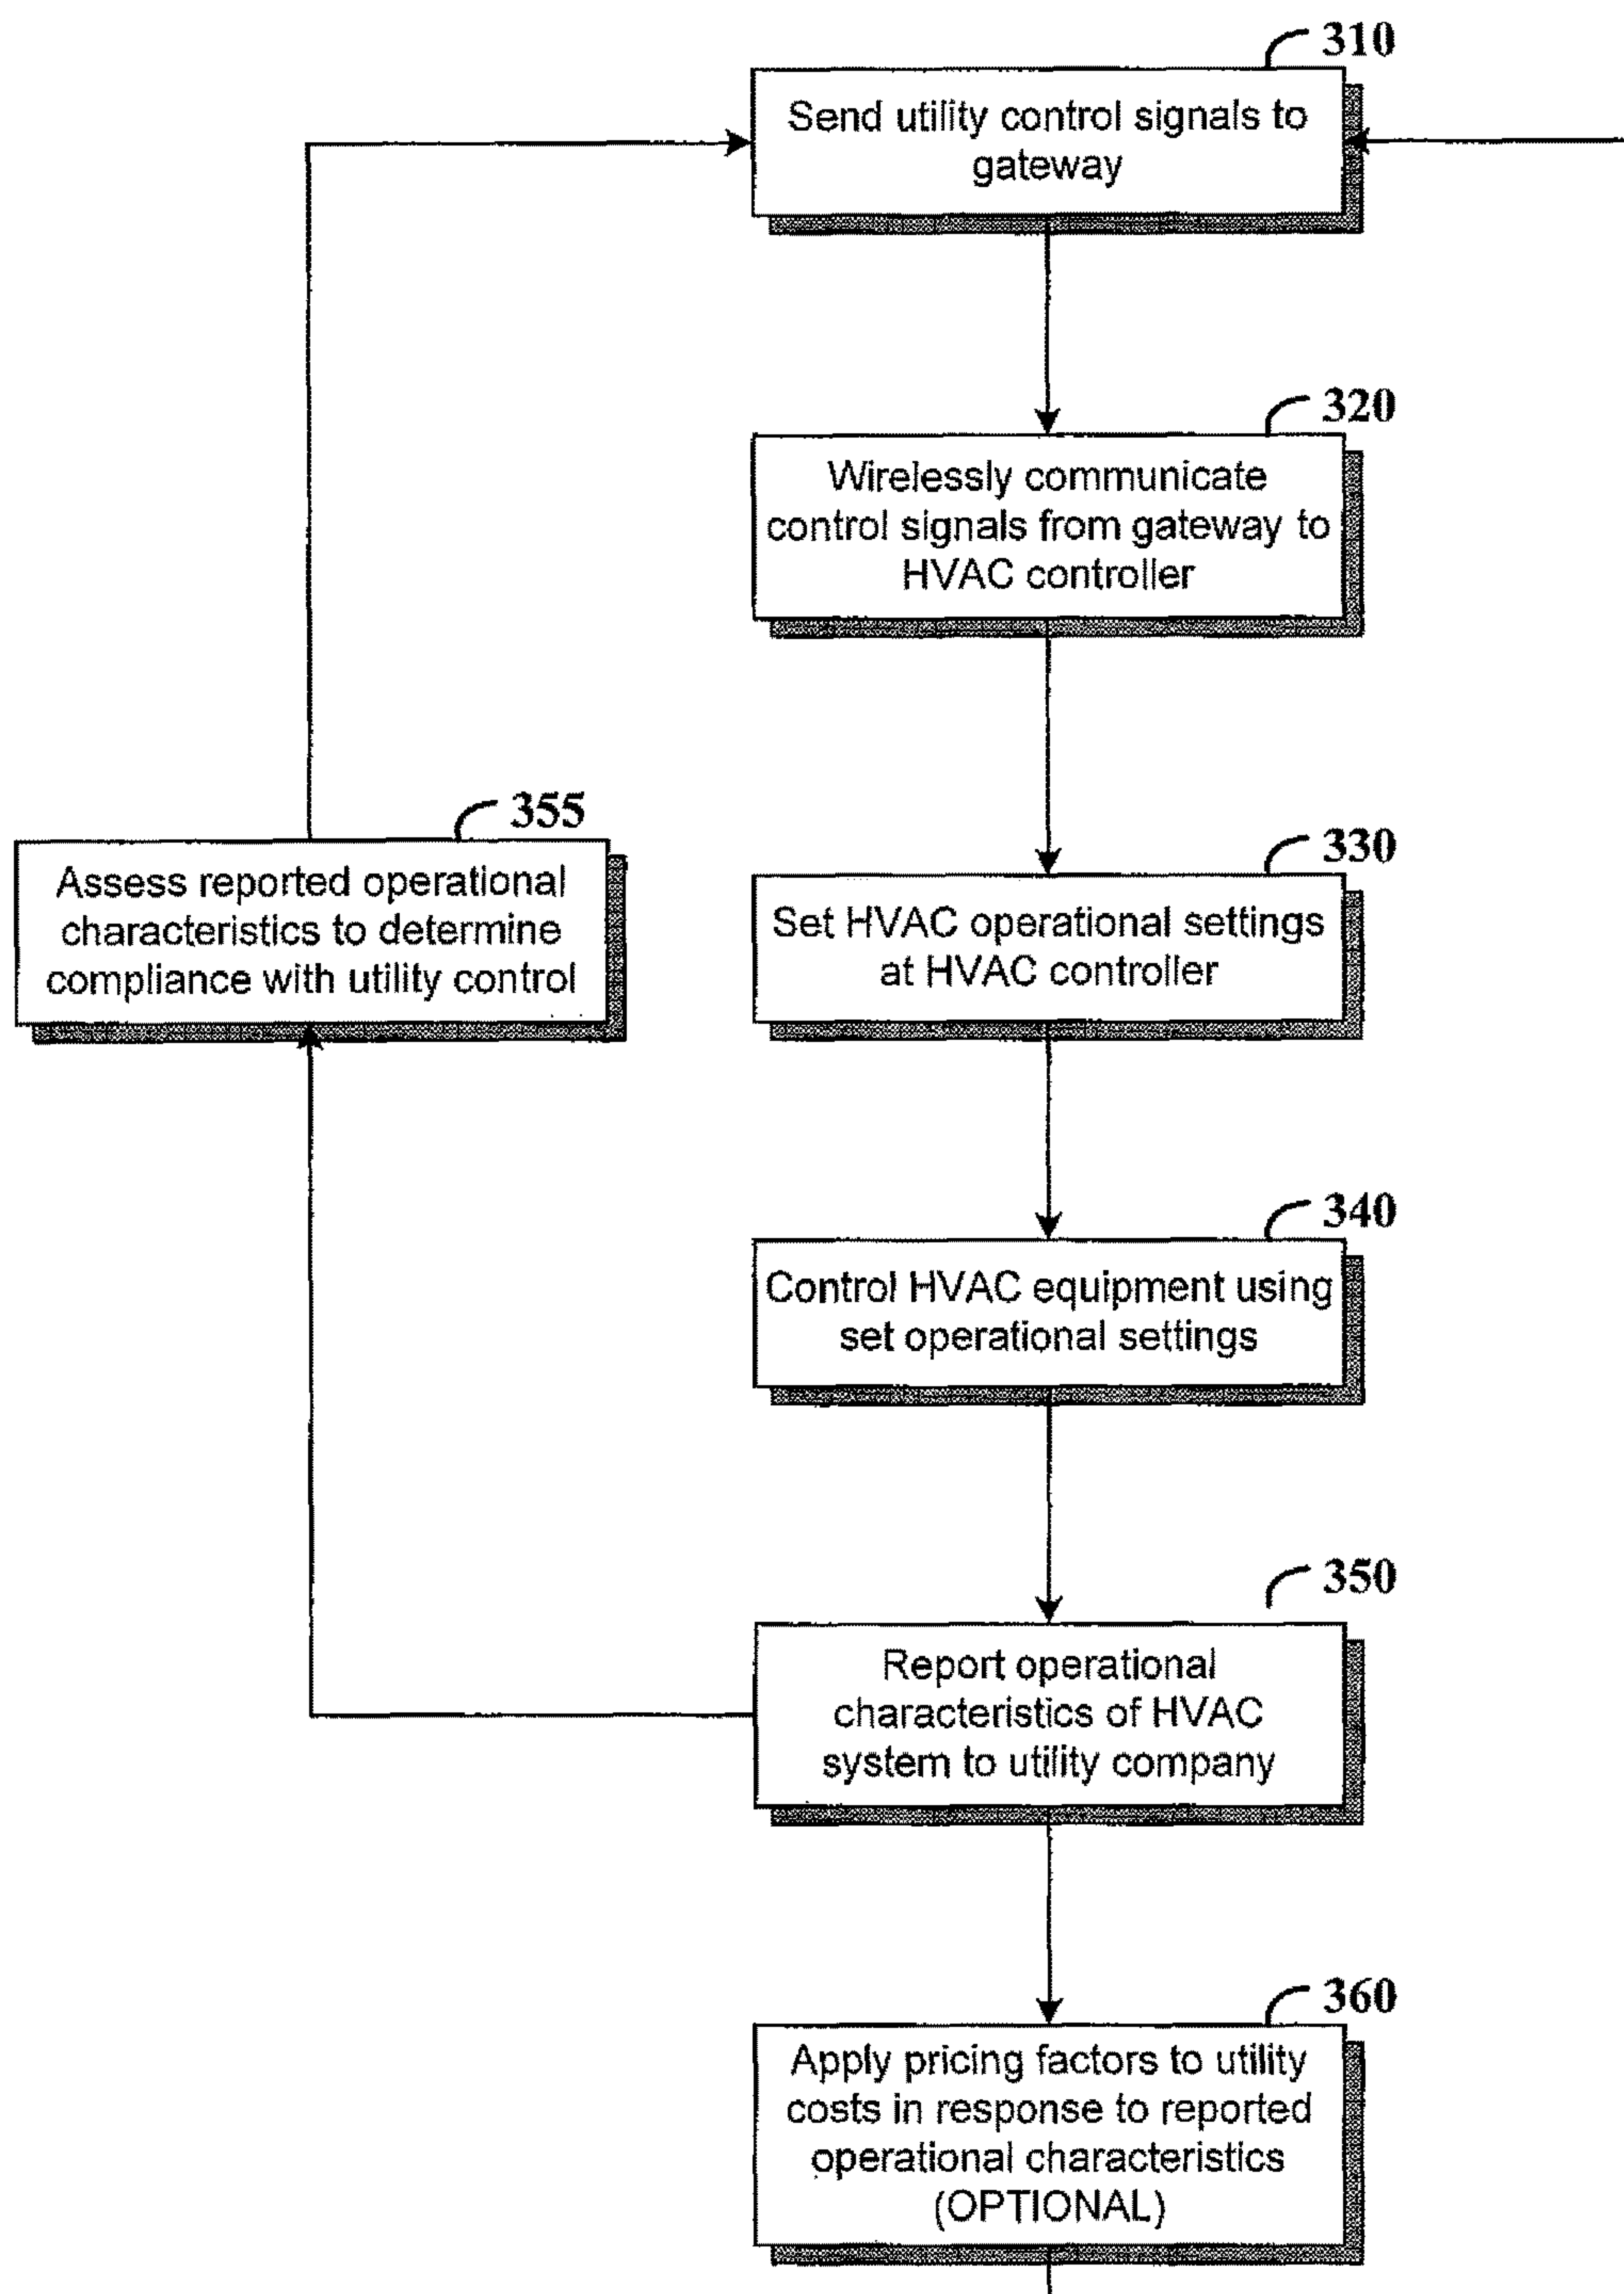 310
Send utility control signals to
gateway
320
Wirelessly communicate
control signals from gateway to
HVAC controller
355
Assess reported operational
characteristics to determine
compliance with utility control
330
Set HVAC operational settings
at HVAC controller
340
Control HVAC equipment using
set operational settings
350
Report operational
characteristics of HVAC
system to utility company
360
Apply pricing factors to utility
costs in response to reported
operational characteristics
(OPTIONAL)